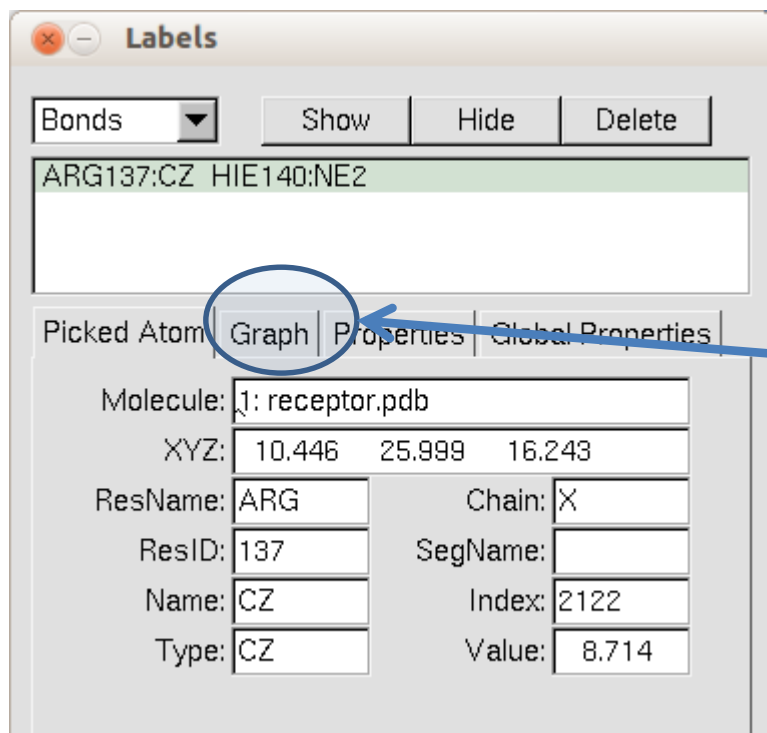 Labels
Bonds Show Hide Delete
ARG137:CZ HIE140:NE2
Picked Atom Graph Properties Global Properties
Molecule: 1: receptor.pdb
XYZ: 10.446 25.999 16.243
ResName: ARG Chain: X
ResID: 137 SegName:
Name: CZ Index: 2122
Type: CZ Value: 8.714